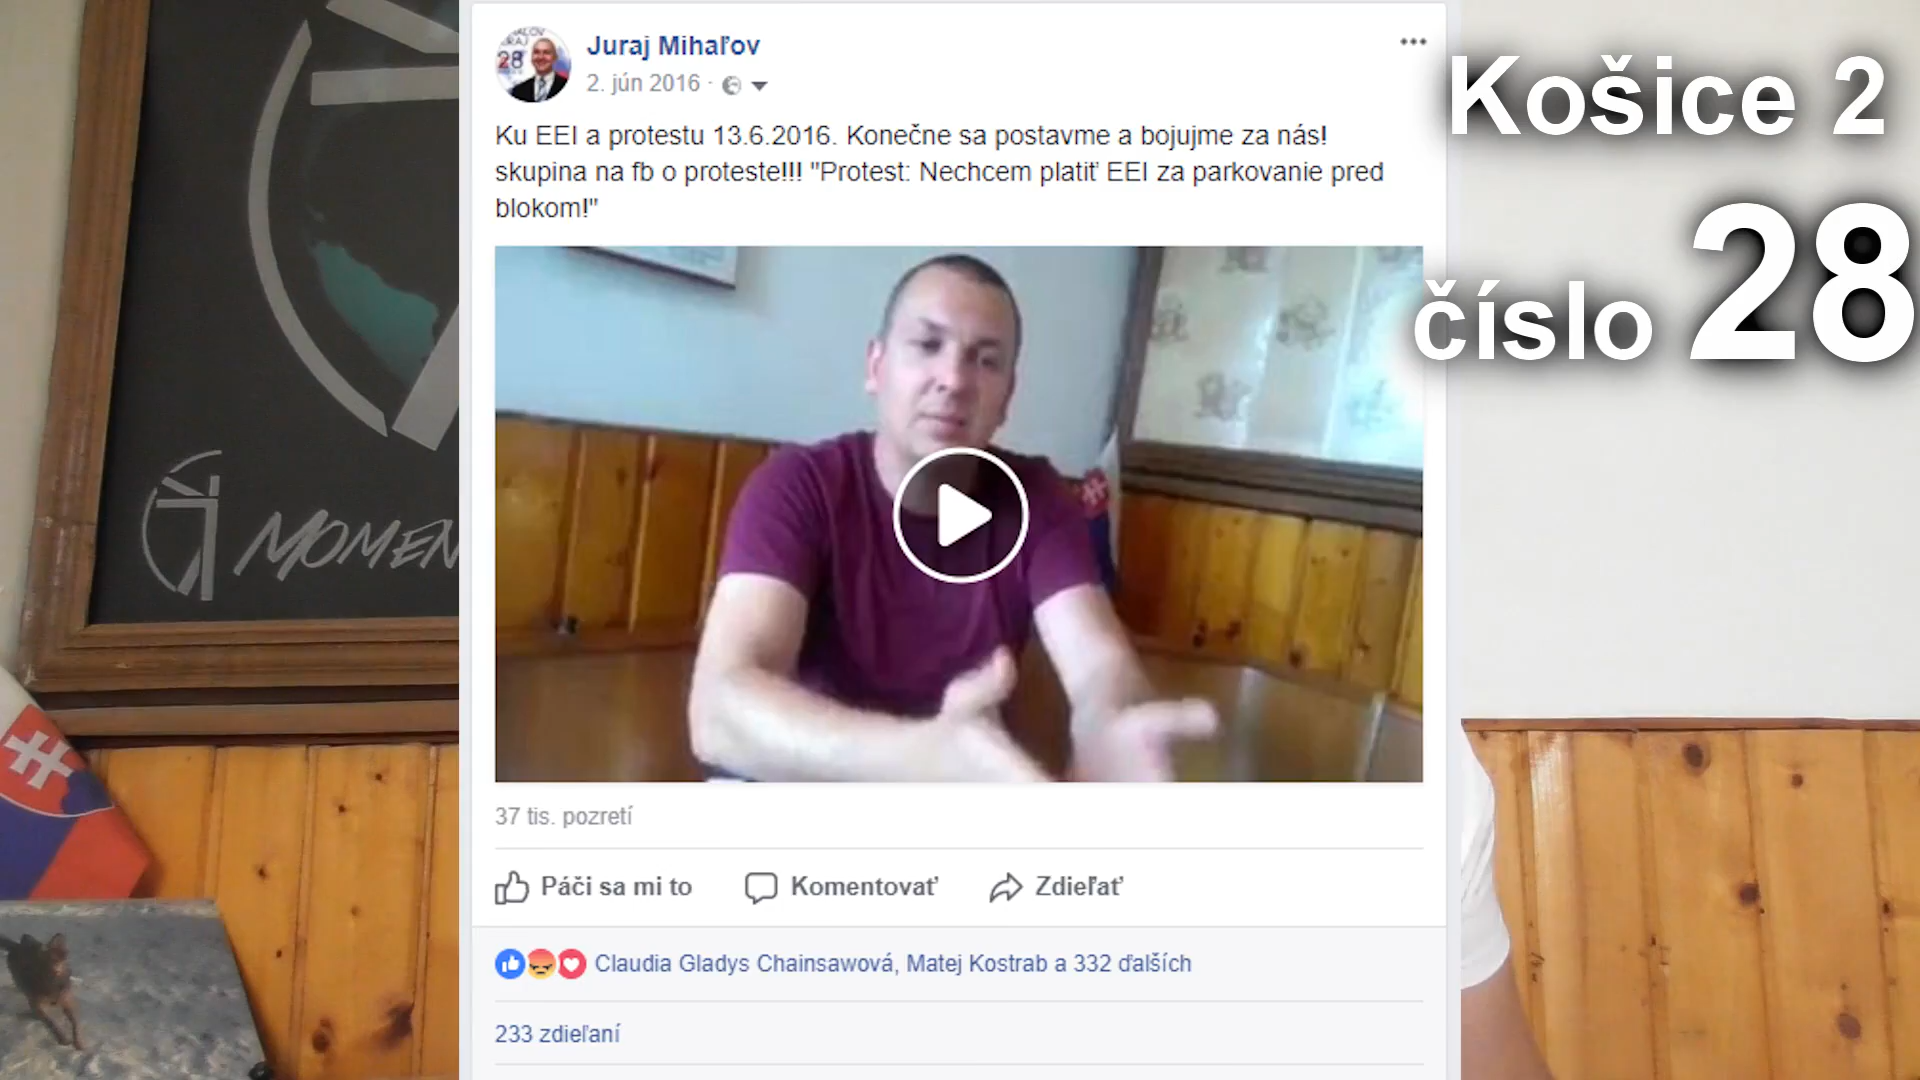 Juraj Mihaľov
2. jún 2016
Ku EEI a protestu 13.6.2016. Konečne sa postavme a bojujme za nás!
skupina na fb o proteste!!! "Protest: Nechcem platiť EEI za parkovanie pred
blokom!"
Košice 2
číslo 28
MOMEN
37 tis. pozretí
Páči sa mi to
Komentovať
Zdieľať
Claudia Gladys Chainsawová, Matej Kostrab a 332 ďalších
233 zdieľaní